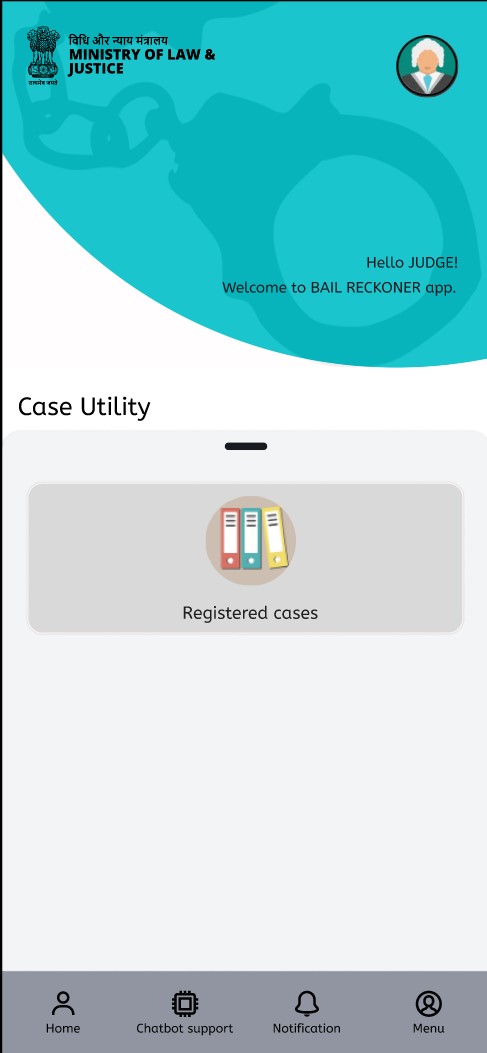 विधि और न्याय मंत्रालय
MINISTRY OF LAW &
JUSTICE
सत्यमेव जयते
Hello JUDGE!
Welcome to BAIL RECKONER app.
Case Utility
Registered cases
Home
Chatbot support
Notification
Menu